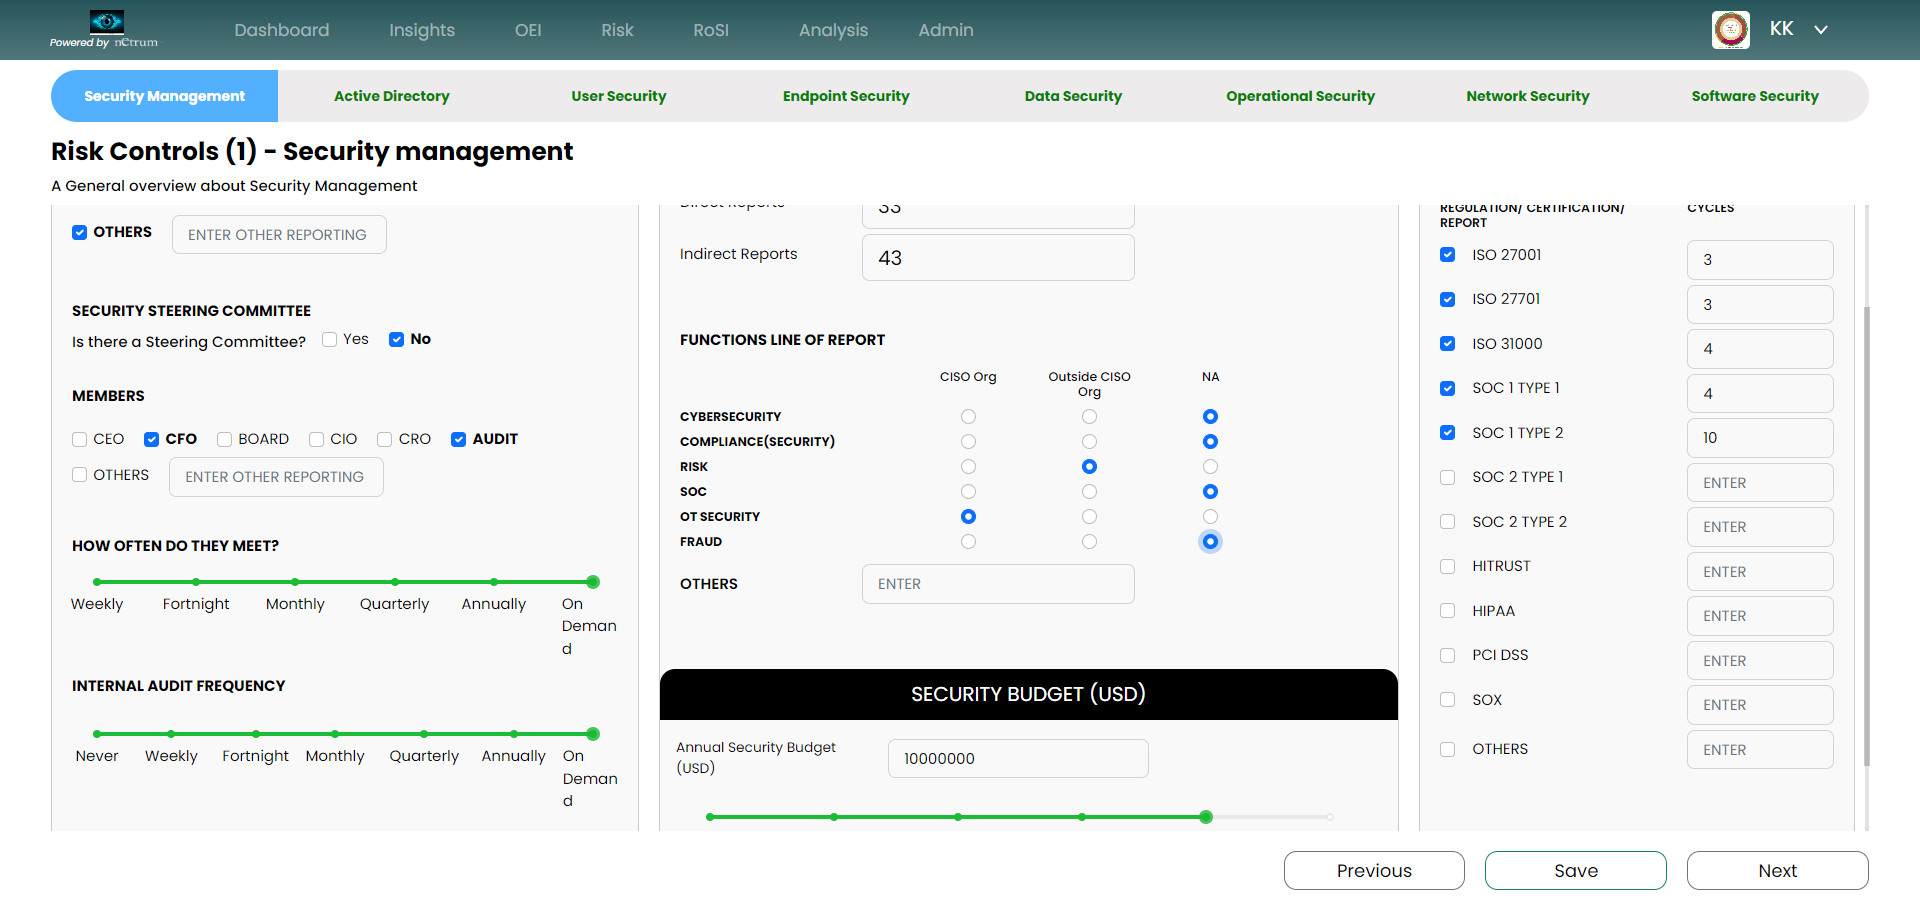 Powered by nCtrum
Dashboard
Insights
OEI
Risk
RoSI
Analysis
Admin
KK
Security Management
Active Directory
User Security
Endpoint Security
Data Security
Operational Security
Network Security
Software Security
Risk Controls (1) - Security management
A General overview about Security Management
OTHERS
ENTER OTHER REPORTING
SECURITY STEERING COMMITTEE
Is there a Steering Committee?
Yes
No
MEMBERS
CEO
CFO
BOARD
CIO
CRO
AUDIT
OTHERS
ENTER OTHER REPORTING
HOW OFTEN DO THEY MEET?
Weekly
Fortnight
Monthly
Quarterly
Annually
On
Deman
d
INTERNAL AUDIT FREQUENCY
Never
Weekly
Fortnight
Monthly
Quarterly
Annually
On
Deman
d
Direct Reports
33
Indirect Reports
43
FUNCTIONS LINE OF REPORT
CISO Org
Outside CISO
Org
NA
CYBERSECURITY
COMPLIANCE(SECURITY)
RISK
SOC
OT SECURITY
FRAUD
OTHERS
ENTER
SECURITY BUDGET (USD)
Annual Security Budget
(USD)
10000000
REGULATION/ CERTIFICATION/
REPORT
CYCLES
ISO 27001
3
ISO 27701
3
ISO 31000
4
SOC 1 TYPE 1
4
SOC 1 TYPE 2
10
SOC 2 TYPE 1
ENTER
SOC 2 TYPE 2
ENTER
HITRUST
ENTER
HIPAA
ENTER
PCI DSS
ENTER
SOX
ENTER
OTHERS
ENTER
Previous
Save
Next